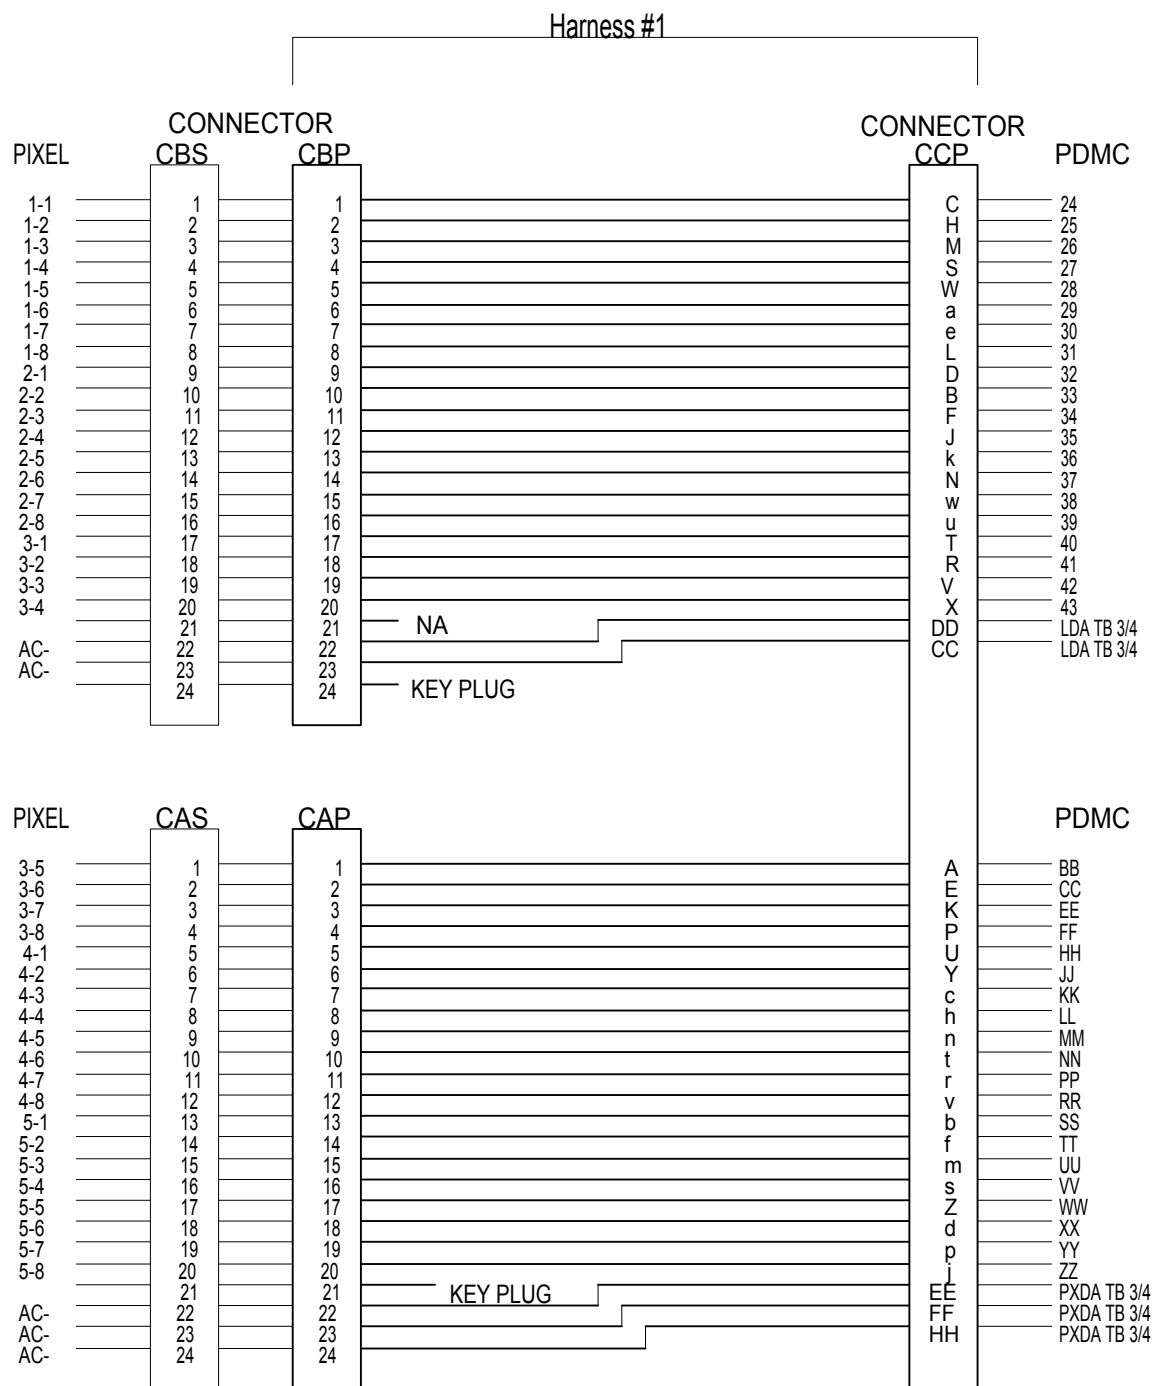 Harness #1
CONNECTOR CONNECTOR
PIXEL CBS CBP CCP PDMC
1-1 1 1 C 24
1-2 2 2 H 25
1-3 3 3 M 26
1-4 4 4 S 27
1-5 5 5 W 28
1-6 6 6 a 29
1-7 7 7 e 30
1-8 8 8 L 31
2-1 9 9 D 32
2-2 10 10 B 33
2-3 11 11 F 34
2-4 12 12 J 35
2-5 13 13 k 36
2-6 14 14 N 37
2-7 15 15 w 38
2-8 16 16 u 39
3-1 17 17 T 40
3-2 18 18 R 41
3-3 19 19 V 42
3-4 20 20 X 43
21 21 NA DD LDA TB 3/4
AC- 22 22 CC LDA TB 3/4
AC- 23 23
24 24 KEY PLUG
PIXEL CAS CAP PDMC
3-5 1 1 A BB
3-6 2 2 E CC
3-7 3 3 K EE
3-8 4 4 P FF
4-1 5 5 U HH
4-2 6 6 Y JJ
4-3 7 7 c KK
4-4 8 8 h LL
4-5 9 9 n MM
4-6 10 10 t NN
4-7 11 11 r PP
4-8 12 12 v RR
5-1 13 13 b SS
5-2 14 14 f TT
5-3 15 15 m UU
5-4 16 16 s VV
5-5 17 17 Z WW
5-6 18 18 d XX
5-7 19 19 p YY
5-8 20 20 j ZZ
21 21 KEY PLUG EE PXDA TB 3/4
AC- 22 22 FF PXDA TB 3/4
AC- 23 23 HH PXDA TB 3/4
AC- 24 24